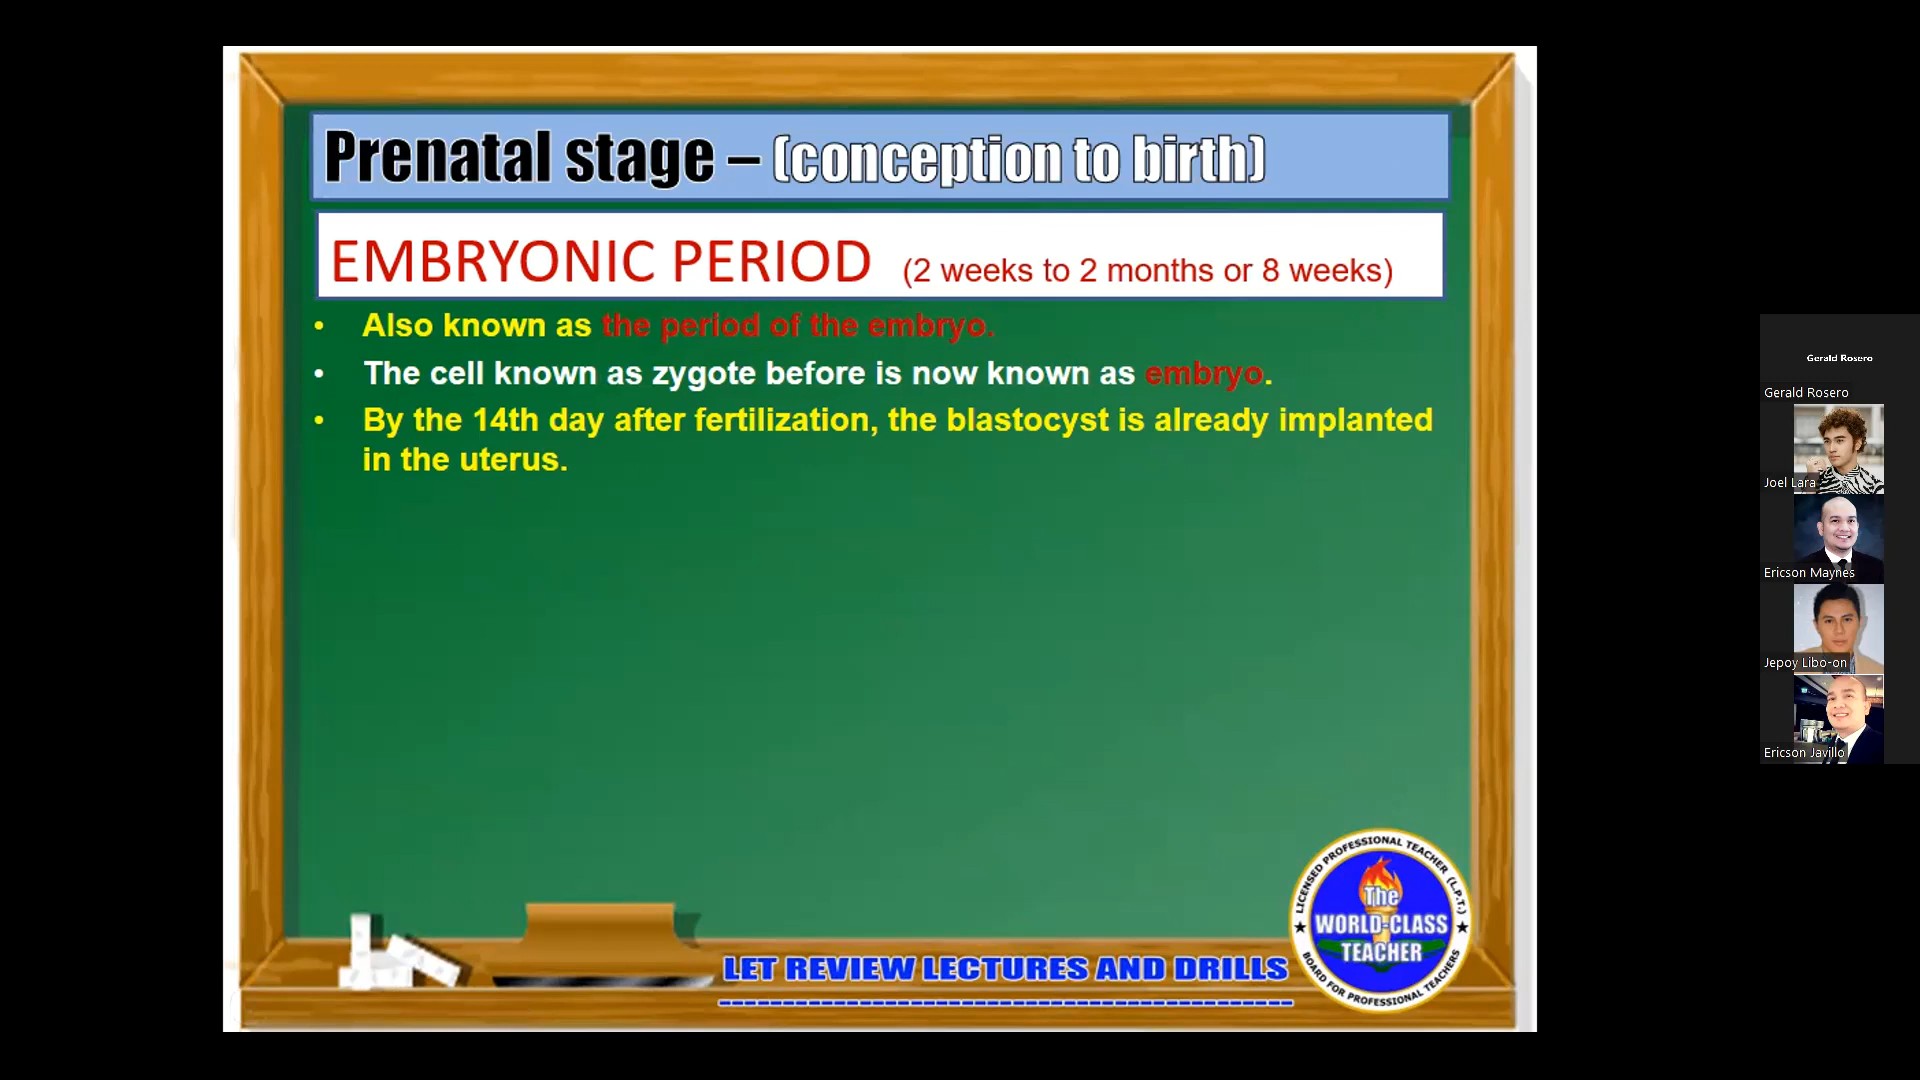 Prenatal stage – (conception to birth)
EMBRYONIC PERIOD (2 weeks to 2 months or 8 weeks)
• Also known as the period of the embryo.
• The cell known as zygote before is now known as embryo.
• By the 14th day after fertilization, the blastocyst is already implanted
in the uterus.
LET REVIEW LECTURES AND DRILLS
LICENSED PROFESSIONAL TEACHER (L.P.T.)
The
WORLD-CLASS
TEACHER
BOARD FOR PROFESSIONAL TEACHERS
Gerald Rosero
Gerald Rosero
Joel Lara
Ericson Maynes
Jepoy Libo-on
Ericson Javillo